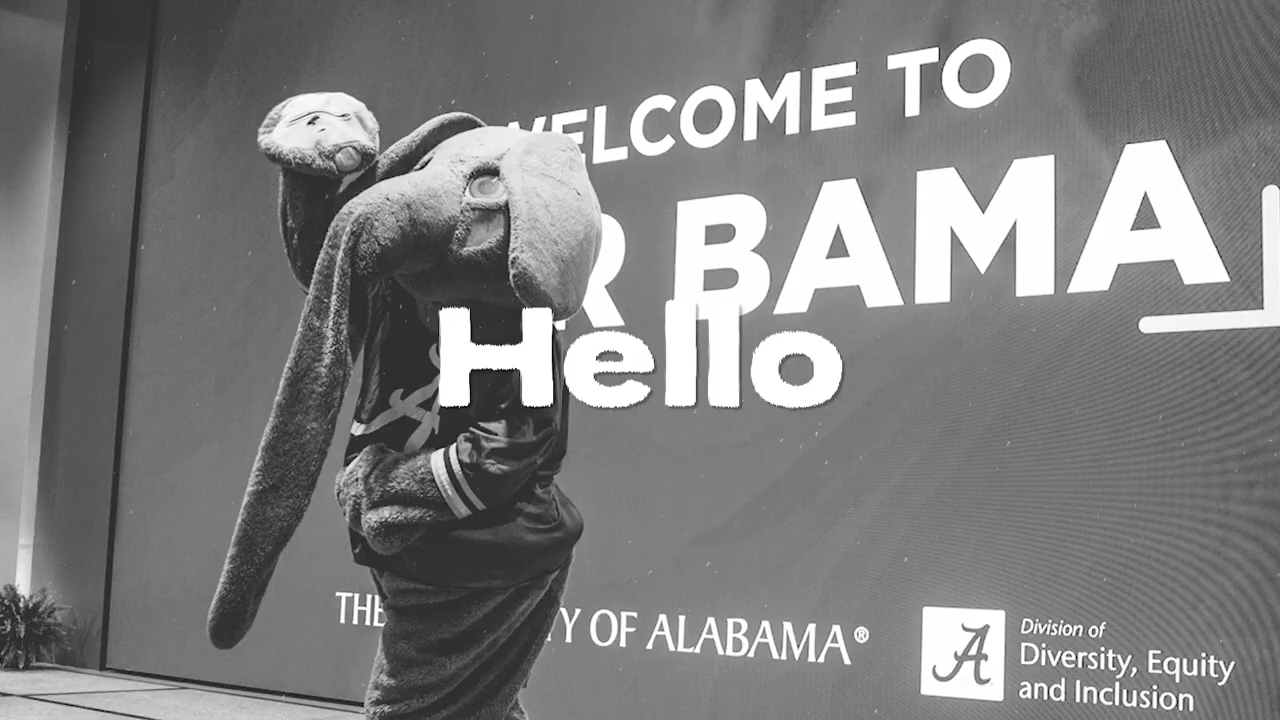 WELCOME TO
BAMA
Hello
THE
OF ALABAMA®
A
Division of
Diversity, Equity
and Inclusion